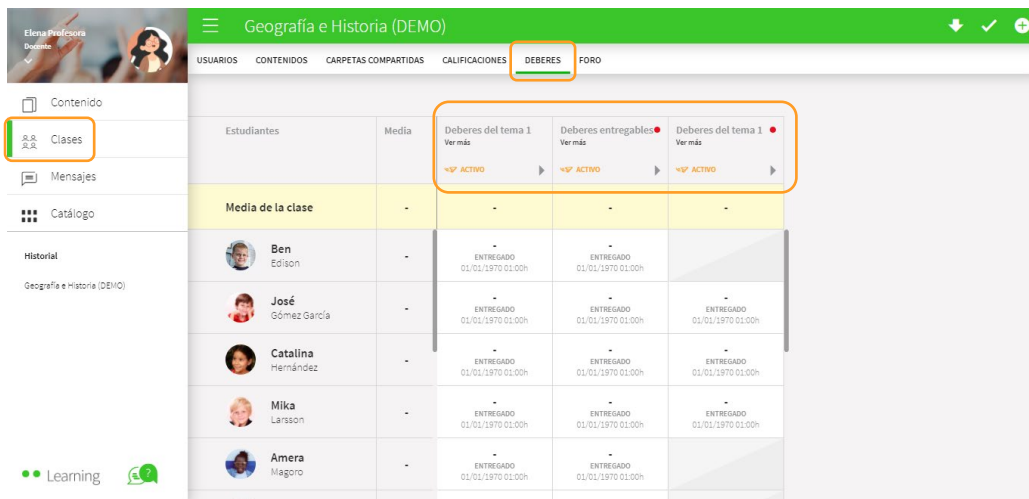 Elena Profesora
Docente
Geografía e Historia (DEMO)
USUARIOS CONTENIDOS CARPETAS COMPARTIDAS CALIFICACIONES DEBERES FORO
Contenido
Clases
Mensajes
Catálogo
Historial
Geografía e Historia (DEMO)
Learning
?
Estudiantes Media Deberes del tema 1 Deberes entregables Deberes del tema 1
Ver más Ver más Ver más
ACTIVO ACTIVO ACTIVO
Media de la clase - - - -
Ben - -
Edison - ENTREGADO ENTREGADO
01/01/1970 01:00h 01/01/1970 01:00h
José - - -
Gómez García - ENTREGADO ENTREGADO ENTREGADO
01/01/1970 01:00h 01/01/1970 01:00h 01/01/1970 01:00h
Catalina - - -
Hernández - ENTREGADO ENTREGADO ENTREGADO
01/01/1970 01:00h 01/01/1970 01:00h 01/01/1970 01:00h
Mika - - -
Larsson - ENTREGADO ENTREGADO ENTREGADO
01/01/1970 01:00h 01/01/1970 01:00h 01/01/1970 01:00h
Amera - -
Magoro - ENTREGADO ENTREGADO
01/01/1970 01:00h 01/01/1970 01:00h